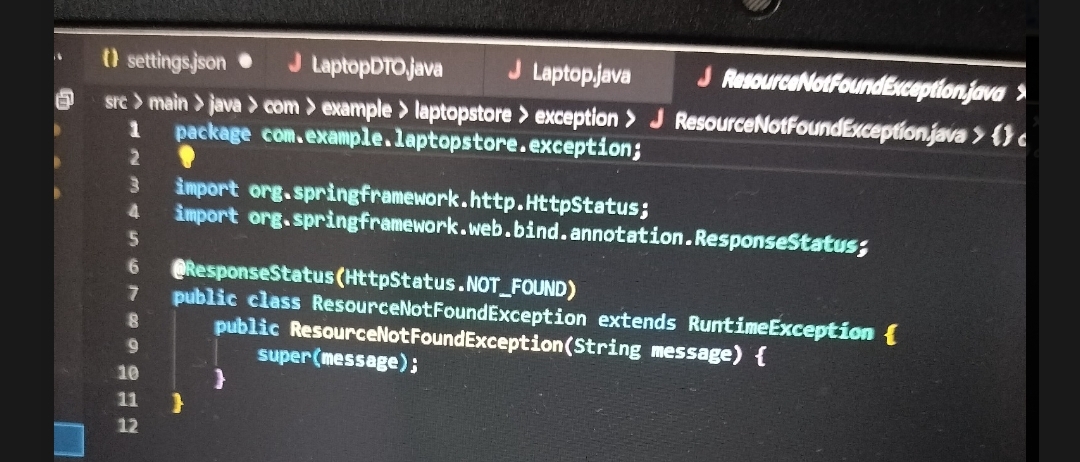 {} settings.json ●
J LaptopDTO.java
J Laptop.java
J ResourceNotFoundException.java ×
src > main > java > com > example > laptopstore > exception > J ResourceNotFoundException.java > {}
1 package com.example.laptopstore.exception;
2
3 import org.springframework.http.HttpStatus;
4 import org.springframework.web.bind.annotation.ResponseStatus;
5
6 @ResponseStatus(HttpStatus.NOT_FOUND)
7 public class ResourceNotFoundException extends RuntimeException {
8 public ResourceNotFoundException(String message) {
9 super(message);
10 }
11 }
12